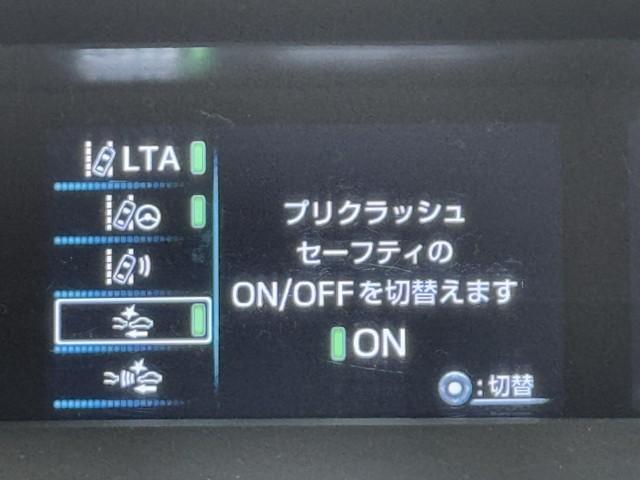 LTA
プリクラッシュ
セーフティの
ON/OFFを切替えます
ON
:切替